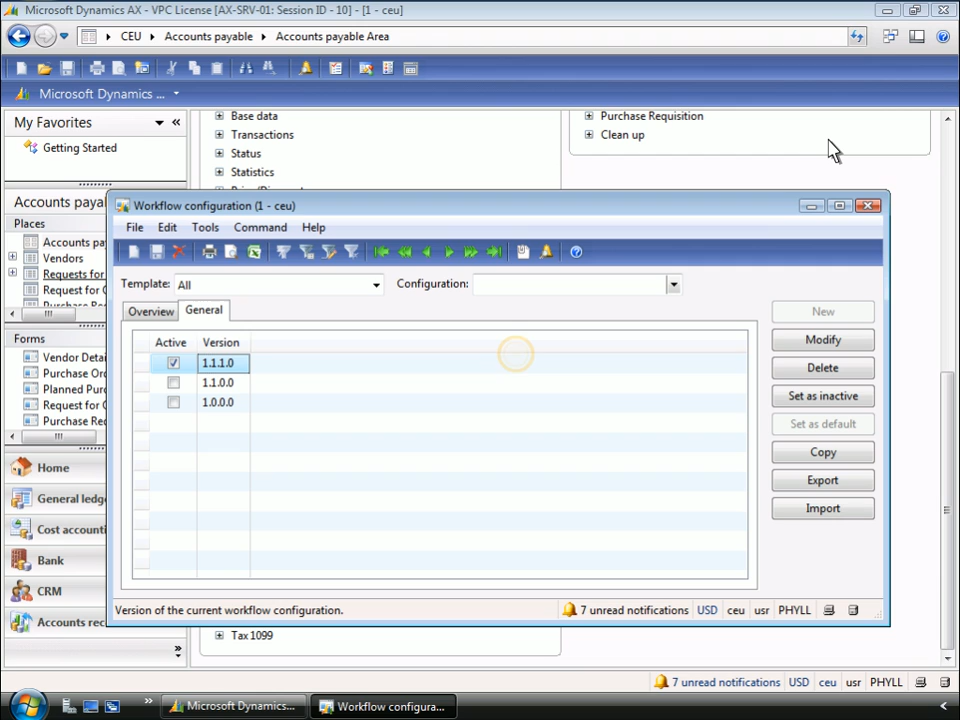 Microsoft Dynamics AX - VPC License [AX-SRV-01: Session ID - 10] - [1 - ceu]
CEU
Accounts payable
Accounts payable Area
Microsoft Dynamics ...
My Favorites
Getting Started
Base data
Transactions
Status
Statistics
Purchase Requisition
Clean up
Accounts paya
Places
Accounts pa
Vendors
Requests for
Request for
Forms
Vendor Detai
Purchase Ord
Planned Purc
Request for
Purchase Req
Home
General ledg
Cost accounti
Bank
CRM
Accounts rec
Workflow configuration (1 - ceu)
File
Edit
Tools
Command
Help
Template:
All
Configuration:
Overview
General
Active
Version
1.1.1.0
1.1.0.0
1.0.0.0
New
Modify
Delete
Set as inactive
Set as default
Copy
Export
Import
Version of the current workflow configuration.
7 unread notifications
USD
ceu
usr
PHYLL
Tax 1099
7 unread notifications
USD
ceu
usr
PHYLL
Microsoft Dynamics...
Workflow configura...